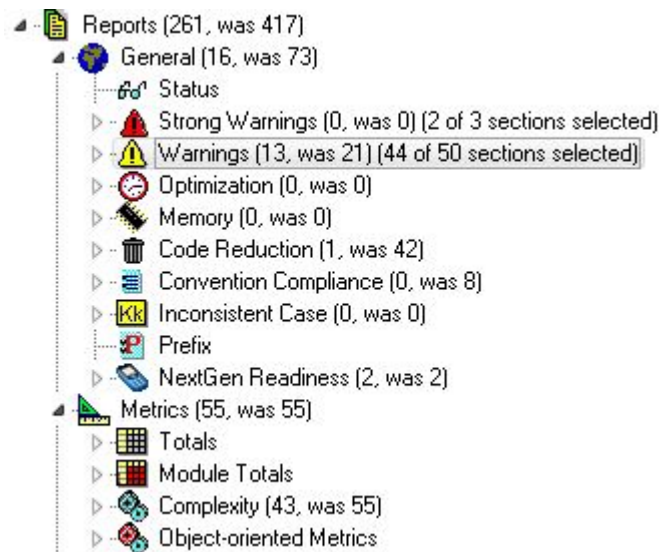 Reports (261, was 417)
General (16, was 73)
Status
Strong Warnings (0, was 0) (2 of 3 sections selected)
Warnings (13, was 21) (44 of 50 sections selected)
Optimization (0, was 0)
Memory (0, was 0)
Code Reduction (1, was 42)
Convention Compliance (0, was 8)
Kk Inconsistent Case (0, was 0)
P Prefix
NextGen Readiness (2, was 2)
Metrics (55, was 55)
Totals
Module Totals
Complexity (43, was 55)
Object-oriented Metrics